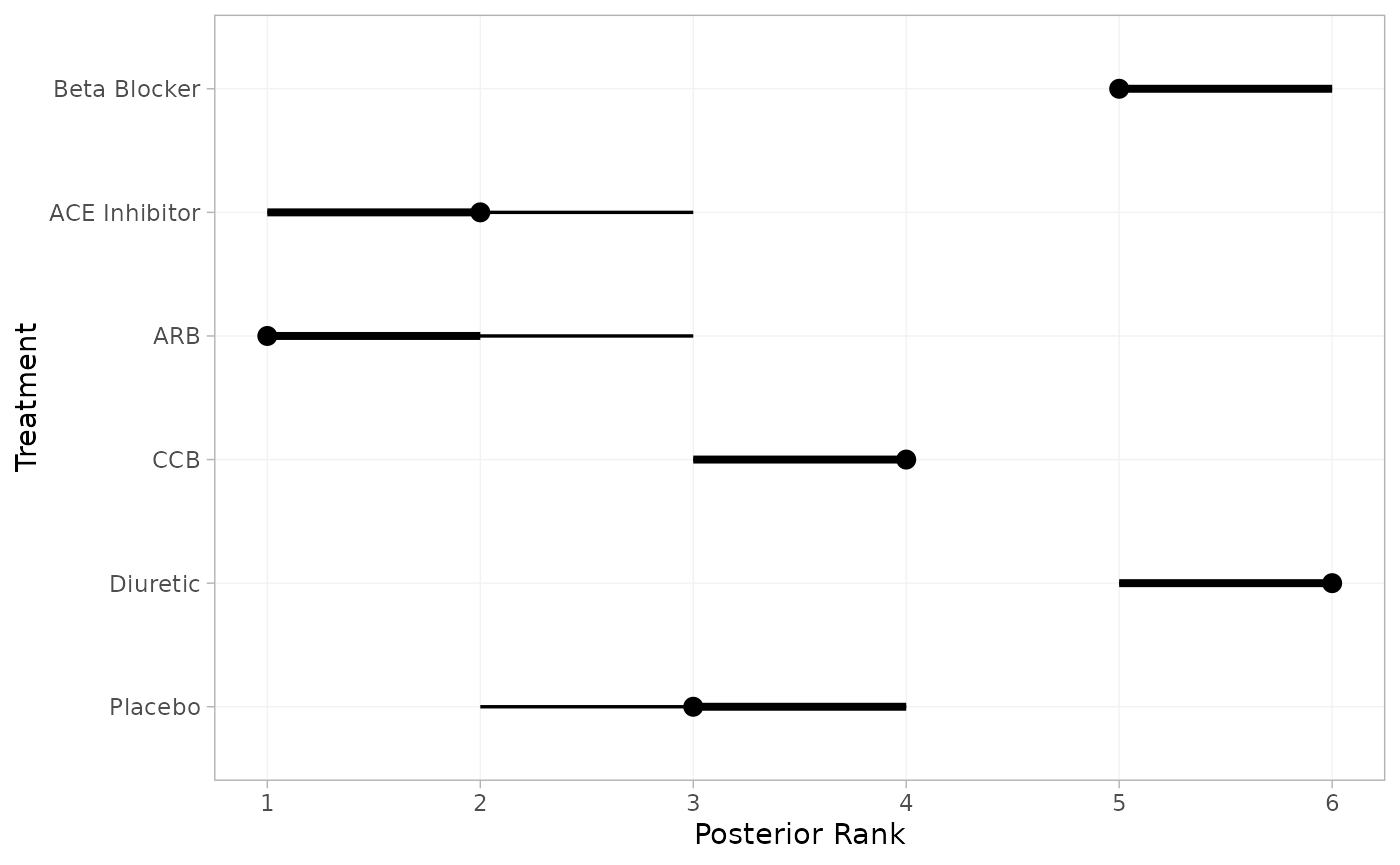 Beta Blocker
ACE Inhibitor
ARB
CCB
Diuretic
Placebo
Treatment
1 2 3 4 5 6
Posterior Rank